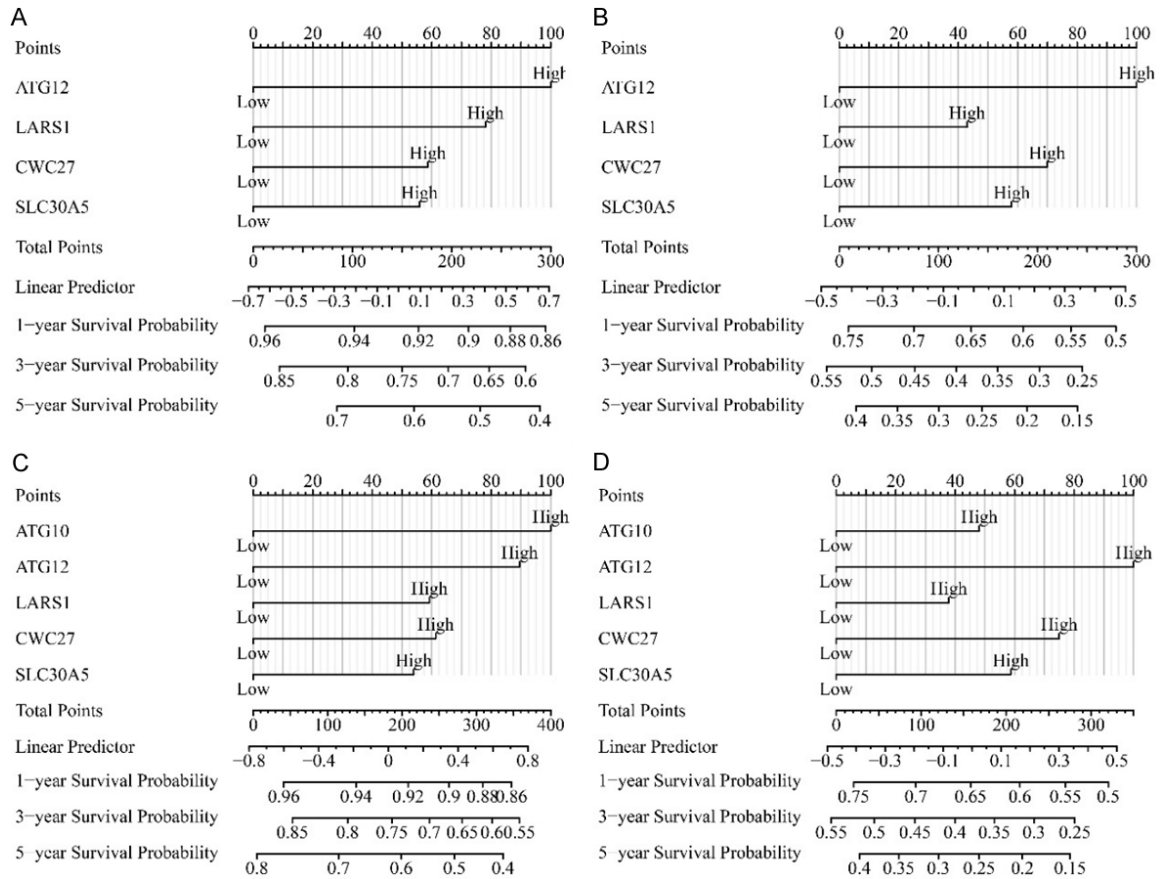 A
Points
0 20 40 60 80 100
ATG12
High
Low
LARS1
High
Low
CWC27
High
Low
SLC30A5
High
Low
Total Points
0 100 200 300
Linear Predictor
−0.7 −0.5 −0.3 −0.1 0.1 0.3 0.5 0.7
1−year Survival Probability
0.96 0.94 0.92 0.9 0.88 0.86
3−year Survival Probability
0.85 0.8 0.75 0.7 0.65 0.6
5−year Survival Probability
0.7 0.6 0.5 0.4
B
Points
0 20 40 60 80 100
ATG12
High
Low
LARS1
High
Low
CWC27
High
Low
SLC30A5
High
Low
Total Points
0 100 200 300
Linear Predictor
−0.5 −0.3 −0.1 0.1 0.3 0.5
1−year Survival Probability
0.75 0.7 0.65 0.6 0.55 0.5
3−year Survival Probability
0.55 0.5 0.45 0.4 0.35 0.3 0.25
5−year Survival Probability
0.4 0.35 0.3 0.25 0.2 0.15
C
Points
0 20 40 60 80 100
ATG10
High
Low
ATG12
High
Low
LARS1
High
Low
CWC27
High
Low
SLC30A5
High
Low
Total Points
0 100 200 300 400
Linear Predictor
−0.8 −0.4 0 0.4 0.8
1−year Survival Probability
0.96 0.94 0.92 0.9 0.88 0.86
3−year Survival Probability
0.85 0.8 0.75 0.7 0.65 0.60 0.55
5−year Survival Probability
0.8 0.7 0.6 0.5 0.4
D
Points
0 20 40 60 80 100
ATG10
High
Low
ATG12
High
Low
LARS1
High
Low
CWC27
High
Low
SLC30A5
High
Low
Total Points
0 100 200 300
Linear Predictor
−0.5 −0.3 −0.1 0.1 0.3 0.5
1−year Survival Probability
0.75 0.7 0.65 0.6 0.55 0.5
3−year Survival Probability
0.55 0.5 0.45 0.4 0.35 0.3 0.25
5−year Survival Probability
0.4 0.35 0.3 0.25 0.2 0.15